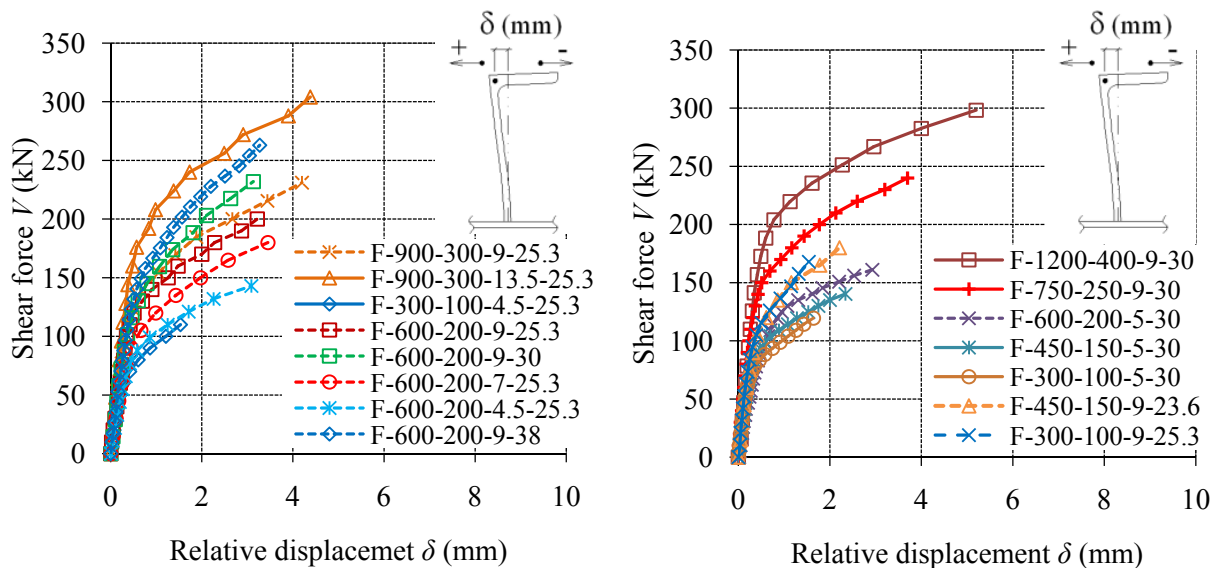 δ (mm)
+
-
350
300
250
200
150
100
50
0
Shear force V (kN)
F-900-300-9-25.3
F-900-300-13.5-25.3
F-300-100-4.5-25.3
F-600-200-9-25.3
F-600-200-9-30
F-600-200-7-25.3
F-600-200-4.5-25.3
F-600-200-9-38
0 2 4 6 8 10
Relative displacemet δ (mm)
δ (mm)
+
-
350
300
250
200
150
100
50
0
Shear force V (kN)
F-1200-400-9-30
F-750-250-9-30
F-600-200-5-30
F-450-150-5-30
F-300-100-5-30
F-450-150-9-23.6
F-300-100-9-25.3
0 2 4 6 8 10
Relative displacement δ (mm)